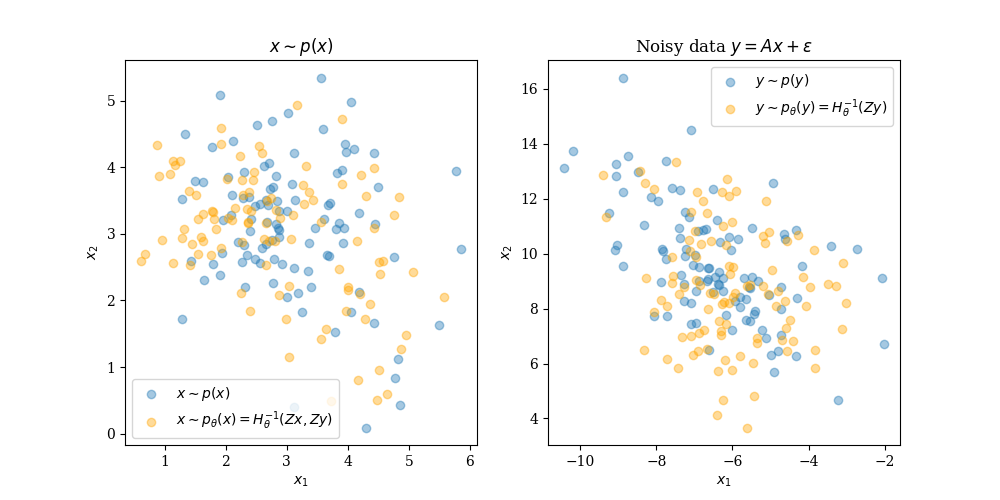 x ~ p(x)
5
4
3
2
1
0
x₂
1
2
3
4
5
6
x₁
x ~ p(x)
x ~ p_θ(x) = H_θ^{-1}(Zx, Zy)
Noisy data y = Ax + ε
16
14
12
10
8
6
4
x₂
−10
−8
−6
−4
−2
x₁
y ~ p(y)
y ~ p_θ(y) = H_θ^{-1}(Zy)